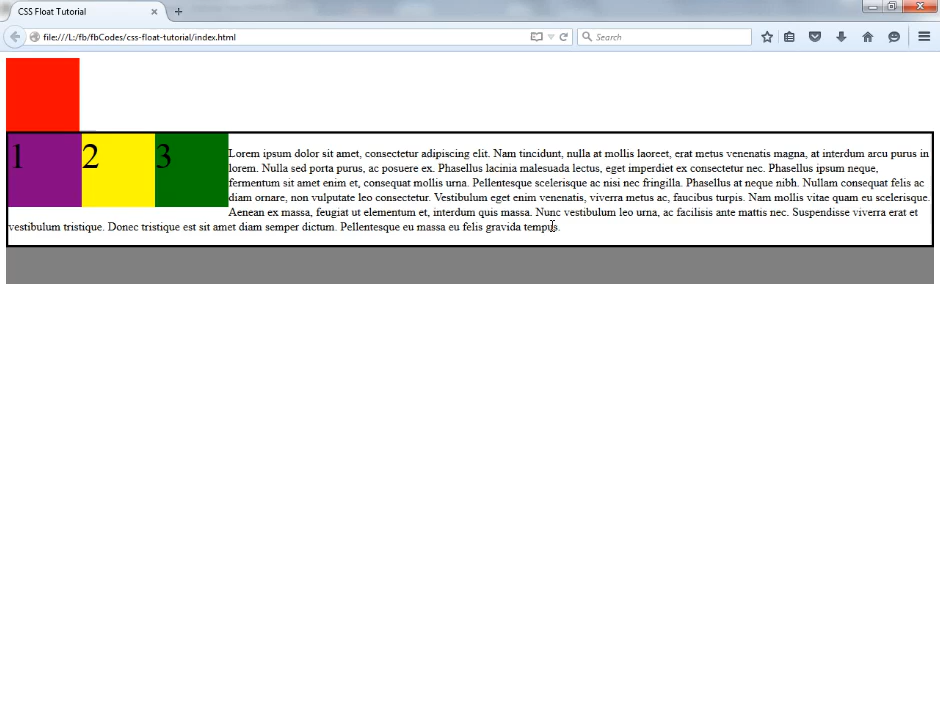 CSS Float Tutorial
file:///L:/fb/fbCodes/css-float-tutorial/index.html
Search
1 2 3
Lorem ipsum dolor sit amet, consectetur adipiscing elit. Nam tincidunt, nulla at mollis laoreet, erat metus venenatis magna, at interdum arcu purus in
lorem. Nulla sed porta purus, ac posuere ex. Phasellus lacinia malesuada lectus, eget imperdiet ex consectetur nec. Phasellus ipsum neque,
fermentum sit amet enim et, consequat mollis urna. Pellentesque scelerisque ac nisi nec fringilla. Phasellus at neque nibh. Nullam consequat felis ac
diam ornare, non vulputate leo consectetur. Vestibulum eget enim venenatis, viverra metus ac, faucibus turpis. Nam mollis vitae quam eu scelerisque.
Aenean ex massa, feugiat ut elementum et, interdum quis massa. Nunc vestibulum leo urna, ac facilisis ante mattis nec. Suspendisse viverra erat et
vestibulum tristique. Donec tristique est sit amet diam semper dictum. Pellentesque eu massa eu felis gravida tempus.